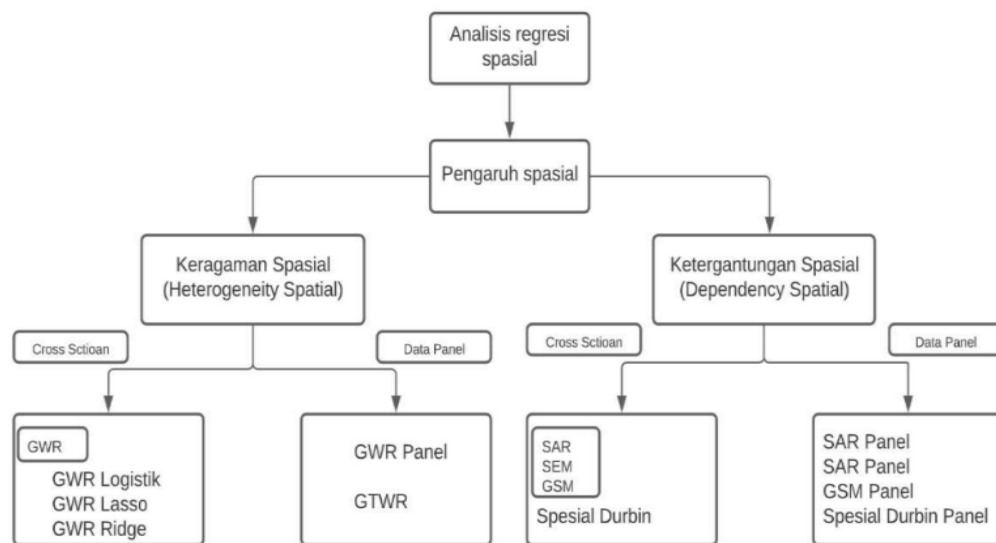 Analisis regresi
spasial
Pengaruh spasial
Keragaman Spasial
(Heterogeneity Spatial)
Ketergantungan Spasial
(Dependency Spatial)
Cross Sctioan
Data Panel
Cross Sctioan
Data Panel
GWR
GWR Logistik
GWR Lasso
GWR Ridge
GWR Panel
GTWR
SAR
SEM
GSM
Spesial Durbin
SAR Panel
SAR Panel
GSM Panel
Spesial Durbin Panel